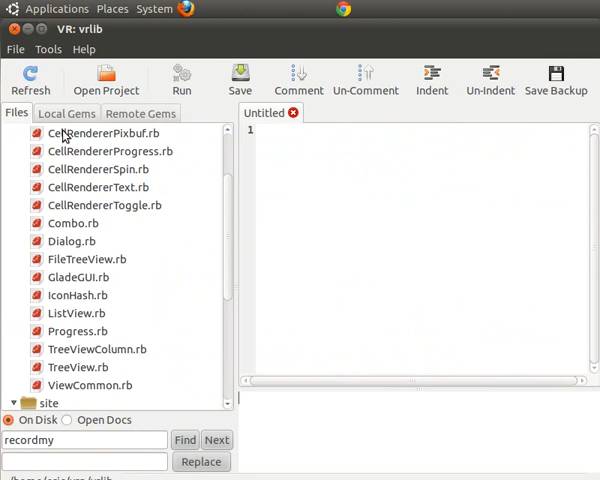 Applications Places System
VR: vrlib
File Tools Help
Refresh Open Project Run Save Comment Un-Comment Indent Un-Indent Save Backup
Files Local Gems Remote Gems
Untitled
1
CellRendererPixbuf.rb
CellRendererProgress.rb
CellRendererSpin.rb
CellRendererText.rb
CellRendererToggle.rb
Combo.rb
Dialog.rb
FileTreeView.rb
GladeGUI.rb
IconHash.rb
ListView.rb
Progress.rb
TreeViewColumn.rb
TreeView.rb
ViewCommon.rb
site
On Disk Open Docs
recordmy Find Next
Replace